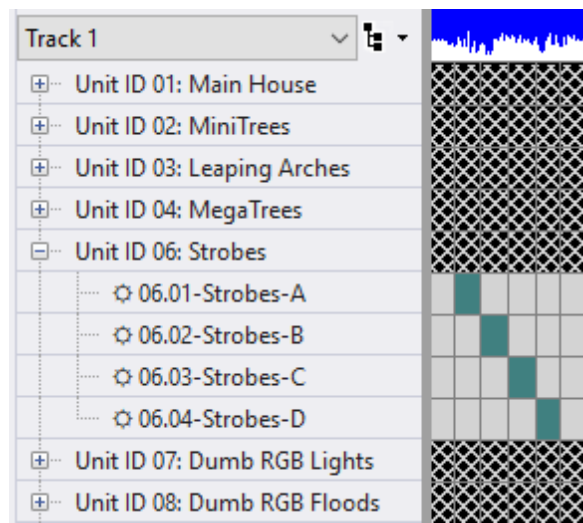 Track 1
Unit ID 01: Main House
Unit ID 02: MiniTrees
Unit ID 03: Leaping Arches
Unit ID 04: MegaTrees
Unit ID 06: Strobes
06.01-Strobes-A
06.02-Strobes-B
06.03-Strobes-C
06.04-Strobes-D
Unit ID 07: Dumb RGB Lights
Unit ID 08: Dumb RGB Floods